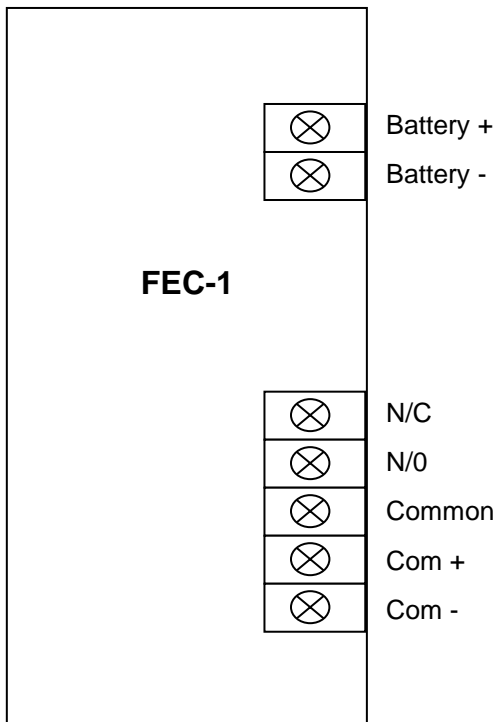 Battery +
Battery -
FEC-1
N/C
N/0
Common
Com +
Com -